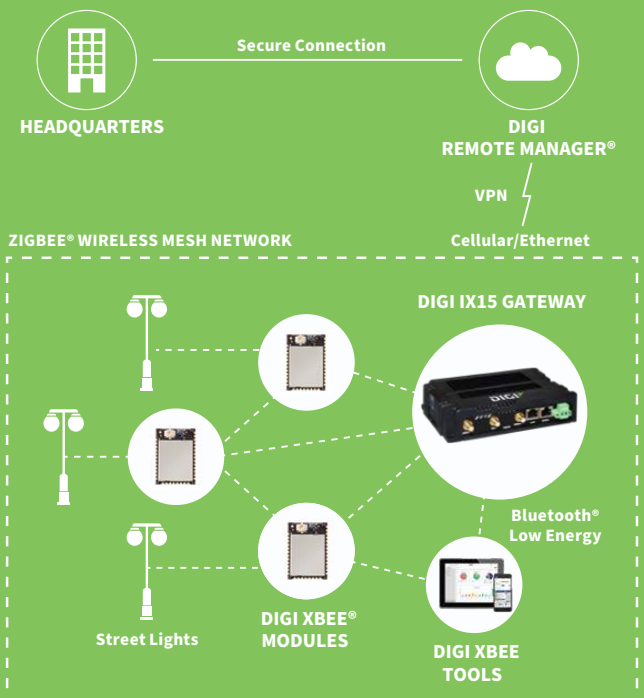 Secure Connection
HEADQUARTERS
DIGI
REMOTE MANAGER®
VPN
ZIGBEE® WIRELESS MESH NETWORK
Cellular/Ethernet
DIGI IX15 GATEWAY
DIGI
Bluetooth®
Low Energy
Street Lights
DIGI XBEE®
MODULES
DIGI XBEE
TOOLS